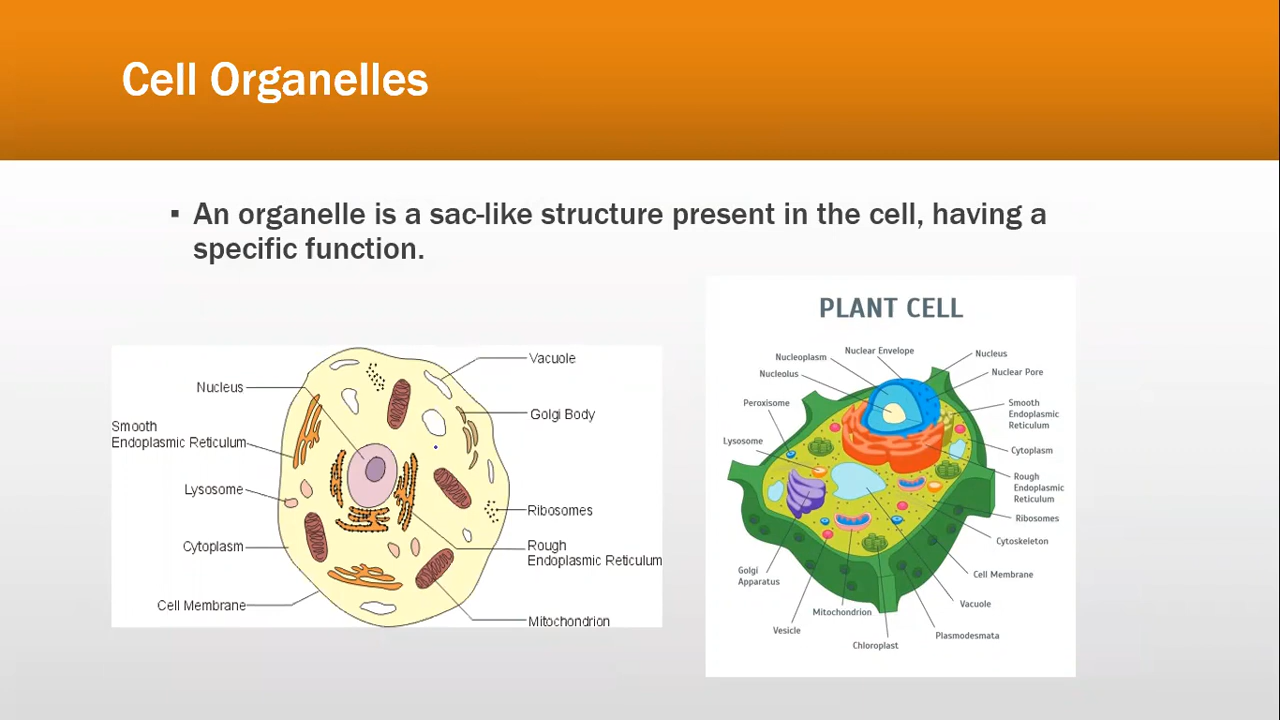 Cell Organelles
▪ An organelle is a sac-like structure present in the cell, having a
specific function.
Vacuole
Nucleus
Golgi Body
Smooth
Endoplasmic Reticulum
Lysosome
Ribosomes
Cytoplasm
Rough
Endoplasmic Reticulum
Cell Membrane
Mitochondrion
PLANT CELL
Nuclear Envelope
Nucleoplasm
Nucleus
Nucleolus
Nuclear Pore
Peroxisome
Smooth
Endoplasmic
Reticulum
Lysosome
Cytoplasm
Rough
Endoplasmic
Reticulum
Ribosomes
Cytoskeleton
Golgi
Apparatus
Cell Membrane
Vacuole
Mitochondrion
Vesicle
Plasmodesmata
Chloroplast